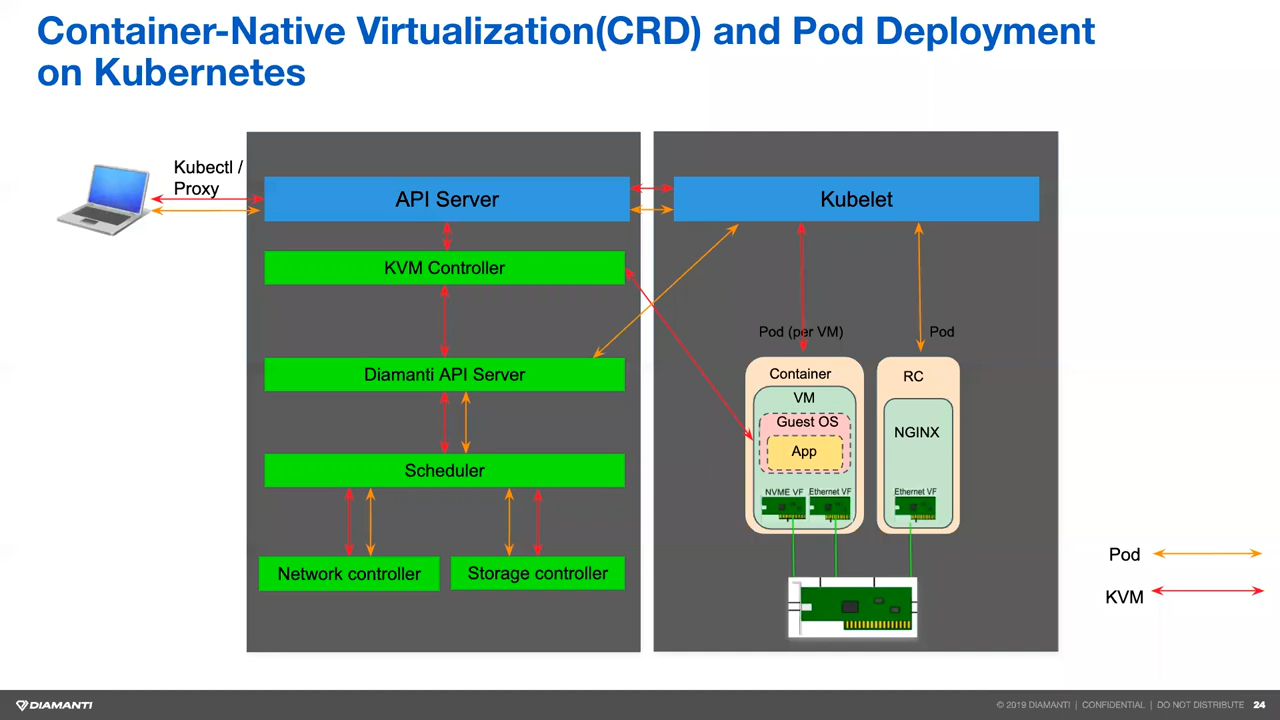 Container-Native Virtualization(CRD) and Pod Deployment
on Kubernetes
Kubectl /
Proxy
API Server
Kubelet
KVM Controller
Pod (per VM)
Pod
Diamanti API Server
Container
RC
VM
Guest OS
NGINX
App
Scheduler
NVME VF
Ethernet VF
Ethernet VF
Network controller
Storage controller
Pod
KVM
DIAMANTI
© 2019 DIAMANTI | CONFIDENTIAL | DO NOT DISTRIBUTE 24